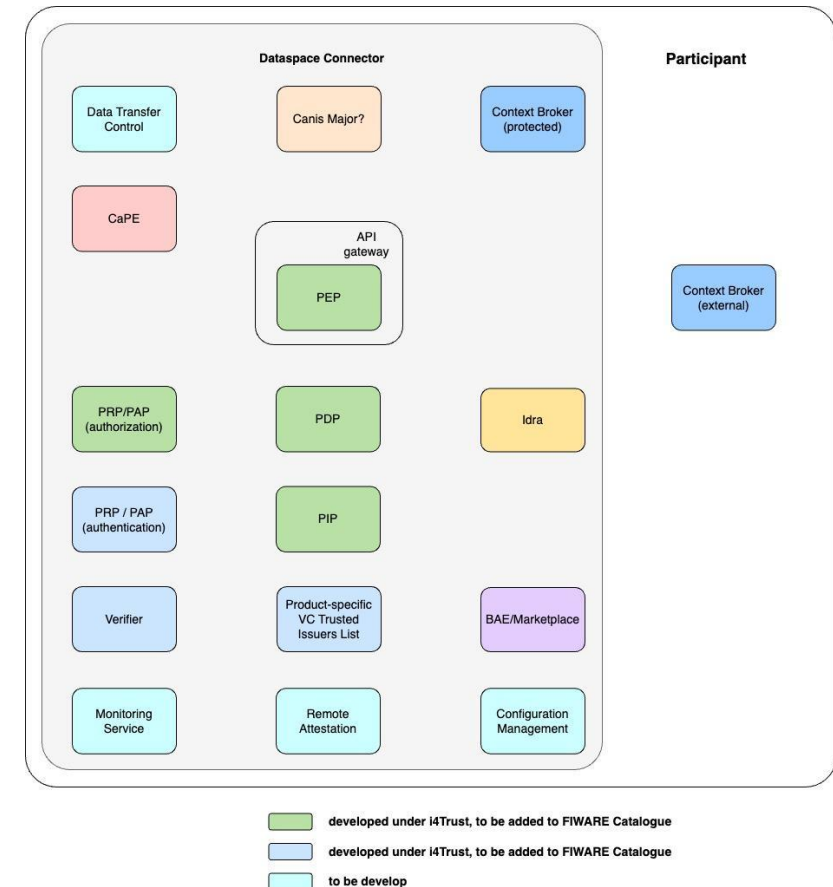 Dataspace Connector
Participant
Data Transfer
Control
Canis Major?
Context Broker
(protected)
CaPE
API
gateway
PEP
Context Broker
(external)
PRP/PAP
(authorization)
PDP
Idra
PRP / PAP
(authentication)
PIP
Verifier
Product-specific
VC Trusted
Issuers List
BAE/Marketplace
Monitoring
Service
Remote
Attestation
Configuration
Management
developed under i4Trust, to be added to FIWARE Catalogue
developed under i4Trust, to be added to FIWARE Catalogue
to be develop